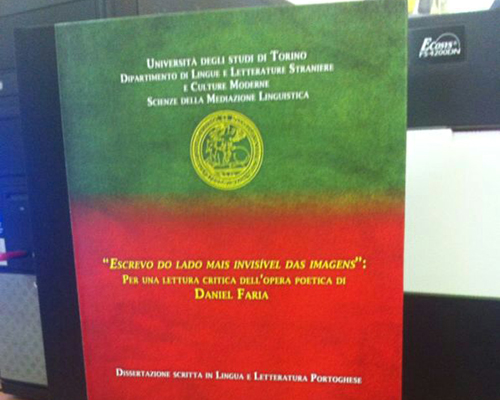 UNIVERSITÀ DEGLI STUDI DI TORINO
DIPARTIMENTO DI LINGUE E LETTERATURE STRANIERE
E CULTURE MODERNE
SCIENZE DELLA MEDIAZIONE LINGUISTICA
"ESCREVO DO LADO MAIS INVISÍVEL DAS IMAGENS":
PER UNA LETTURA CRITICA DELL'OPERA POETICA DI
DANIEL FARIA
DISSERTAZIONE SCRITTA IN LINGUA E LETTERATURA PORTOGHESE
ECOSYS
FS-4200DN